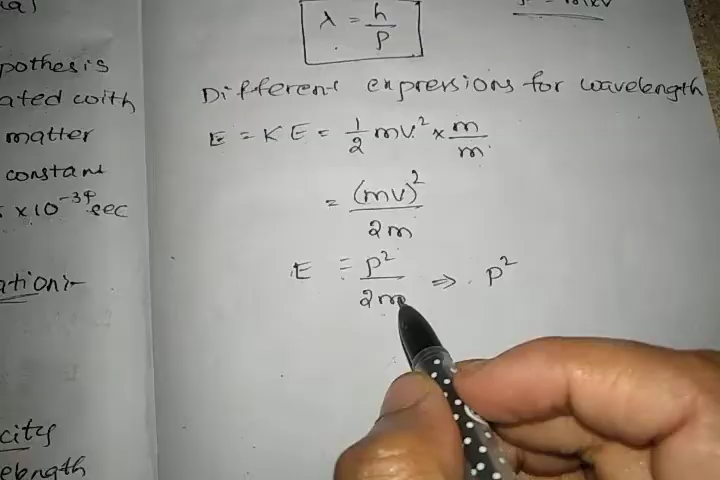 λ = h/p
Different expressions for wavelength
E = KE = 1/2 mv² × m/m
= (mv)²/2m
E = p²/2m ⇒ p²
pothesis
ated with
matter
constant
×10⁻³⁴ sec
ation:-
city
elength